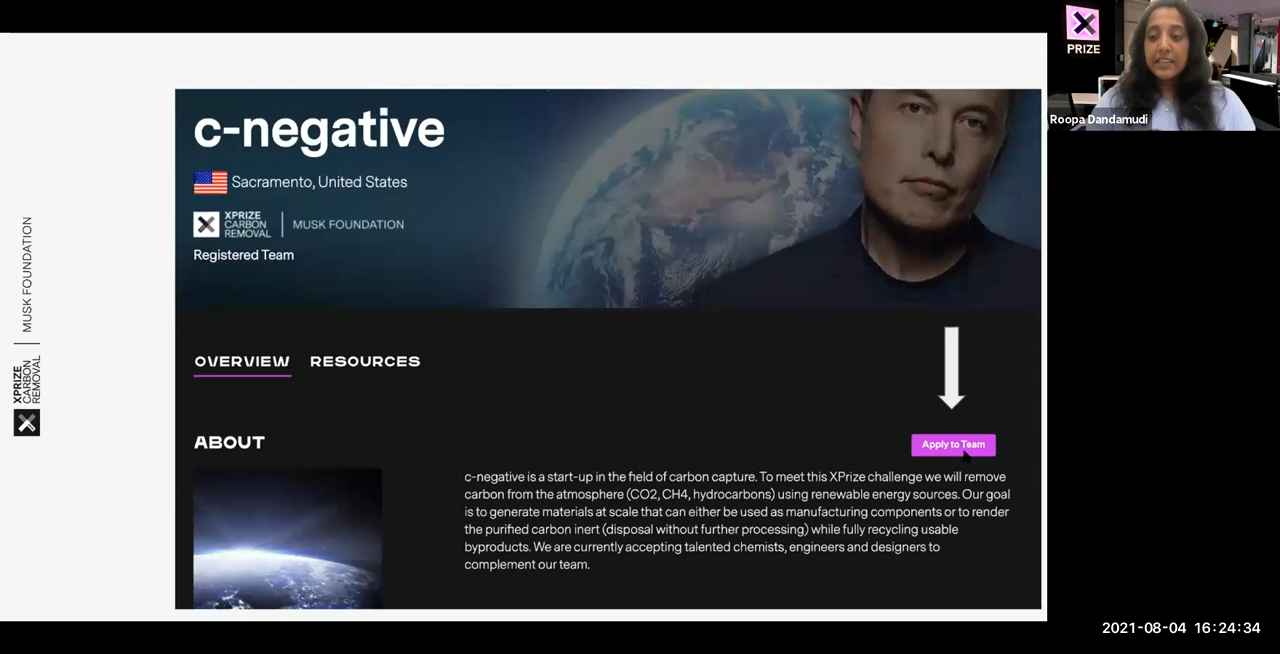 PRIZE
Roopa Dandamudi
c-negative
Sacramento, United States
XPRIZE
CARBON
REMOVAL
MUSK FOUNDATION
Registered Team
OVERVIEW RESOURCES
ABOUT
Apply to Team
c-negative is a start-up in the field of carbon capture. To meet this XPrize challenge we will remove
carbon from the atmosphere (CO2, CH4, hydrocarbons) using renewable energy sources. Our goal
is to generate materials at scale that can either be used as manufacturing components or to render
the purified carbon inert (disposal without further processing) while fully recycling usable
byproducts. We are currently accepting talented chemists, engineers and designers to
complement our team.
XPRIZE
CARBON
REMOVAL
MUSK FOUNDATION
2021-08-04 16:24:34